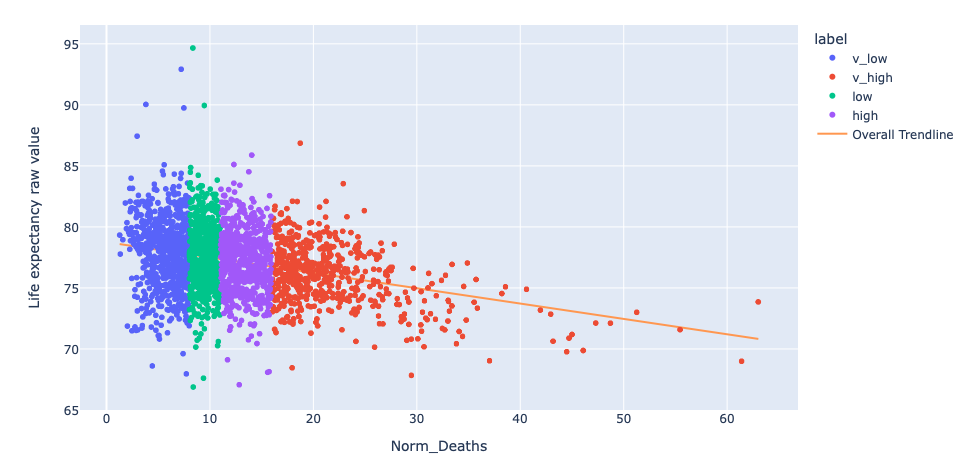 95
90
85
80
75
70
65
0
10
20
30
40
50
60
Norm_Deaths
Life expectancy raw value
label
v_low
v_high
low
high
Overall Trendline